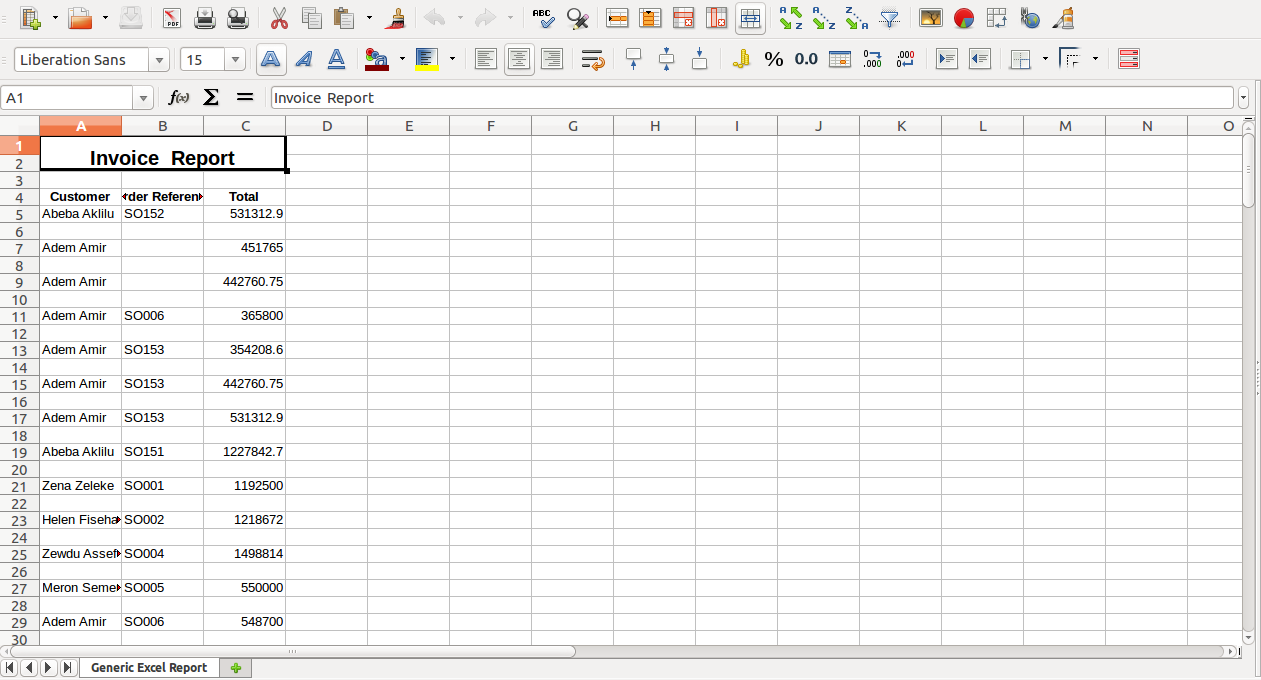 Liberation Sans 15
% 0.0
A1 Invoice Report
A B C D E F G H I J K L M N O
1 Invoice Report
2
3
4 Customer rder Referen Total
5 Abeba Aklilu SO152 531312.9
6
7 Adem Amir 451765
8
9 Adem Amir 442760.75
10
11 Adem Amir SO006 365800
12
13 Adem Amir SO153 354208.6
14
15 Adem Amir SO153 442760.75
16
17 Adem Amir SO153 531312.9
18
19 Abeba Aklilu SO151 1227842.7
20
21 Zena Zeleke SO001 1192500
22
23 Helen Fiseha SO002 1218672
24
25 Zewdu Assef SO004 1498814
26
27 Meron Seme SO005 550000
28
29 Adem Amir SO006 548700
30
Generic Excel Report